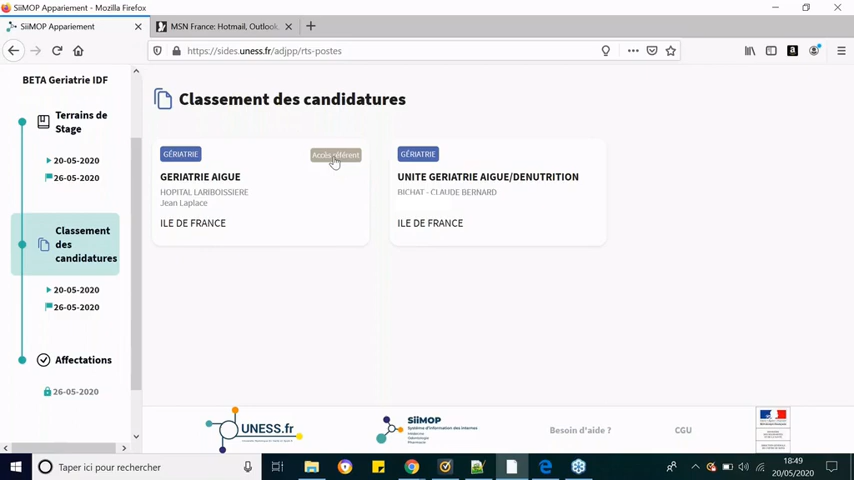 SiiMOP Appariement - Mozilla Firefox
SiiMOP Appariement
MSN France: Hotmail, Outlook
https://sides.uness.fr/adjpp/rts-postes
BETA Geriatrie IDF
Terrains de
Stage
20-05-2020
26-05-2020
Classement
des
candidatures
20-05-2020
26-05-2020
Affectations
26-05-2020
Classement des candidatures
GÉRIATRIE
Accès référent
GERIATRIE AIGUE
HOPITAL LARIBOISSIERE
Jean Laplace
ILE DE FRANCE
GÉRIATRIE
UNITE GERIATRIE AIGUE/DENUTRITION
BICHAT - CLAUDE BERNARD
ILE DE FRANCE
UNESS.fr
SiiMOP
Besoin d'aide ?
CGU
Taper ici pour rechercher
18:49
20/05/2020